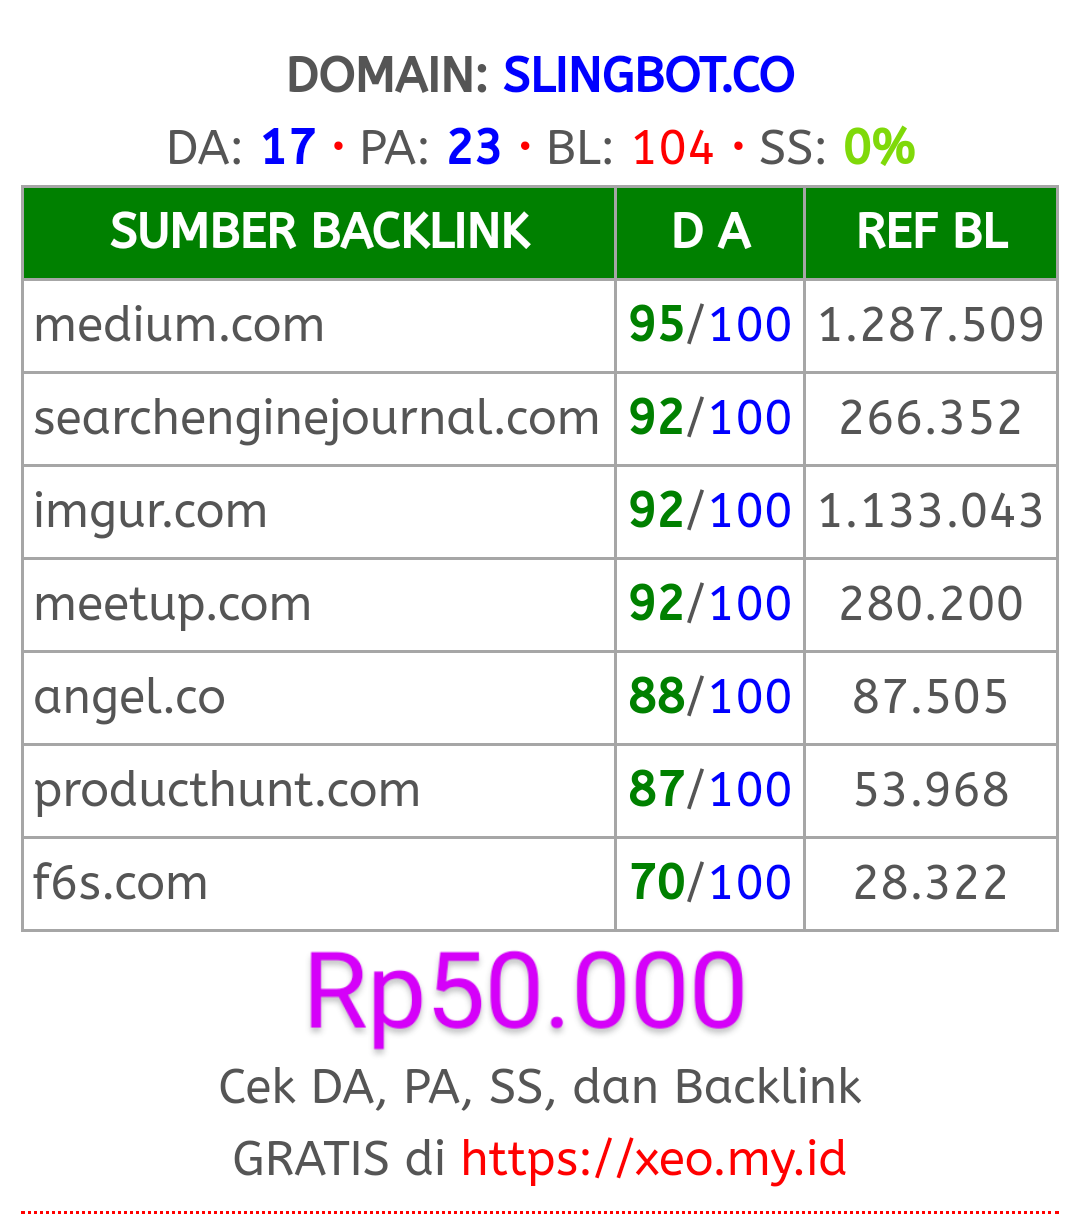 DOMAIN: SLINGBOT.CO
DA: 17 • PA: 23 • BL: 104 • SS: 0%
SUMBER BACKLINK D A REF BL
medium.com 95/100 1.287.509
searchenginejournal.com 92/100 266.352
imgur.com 92/100 1.133.043
meetup.com 92/100 280.200
angel.co 88/100 87.505
producthunt.com 87/100 53.968
f6s.com 70/100 28.322
Rp50.000
Cek DA, PA, SS, dan Backlink
GRATIS di https://xeo.my.id